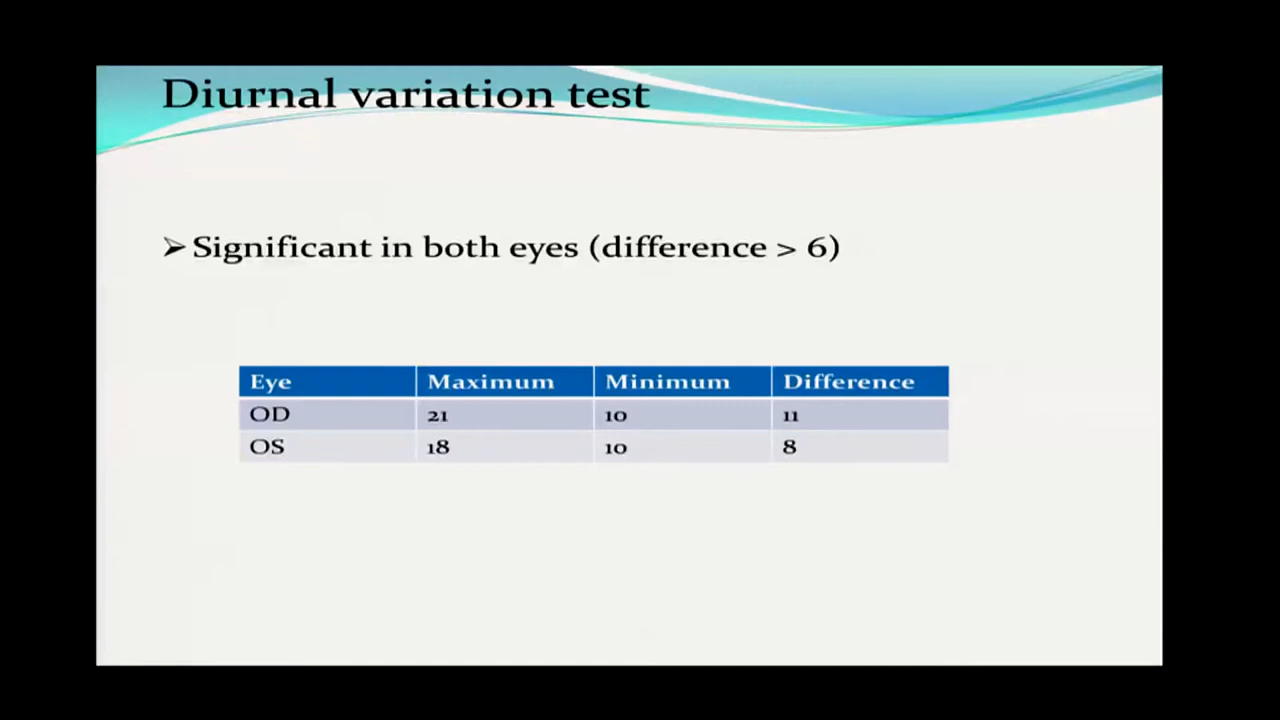 Diurnal variation test
➢ Significant in both eyes (difference > 6)
Eye Maximum Minimum Difference
OD 21 10 11
OS 18 10 8